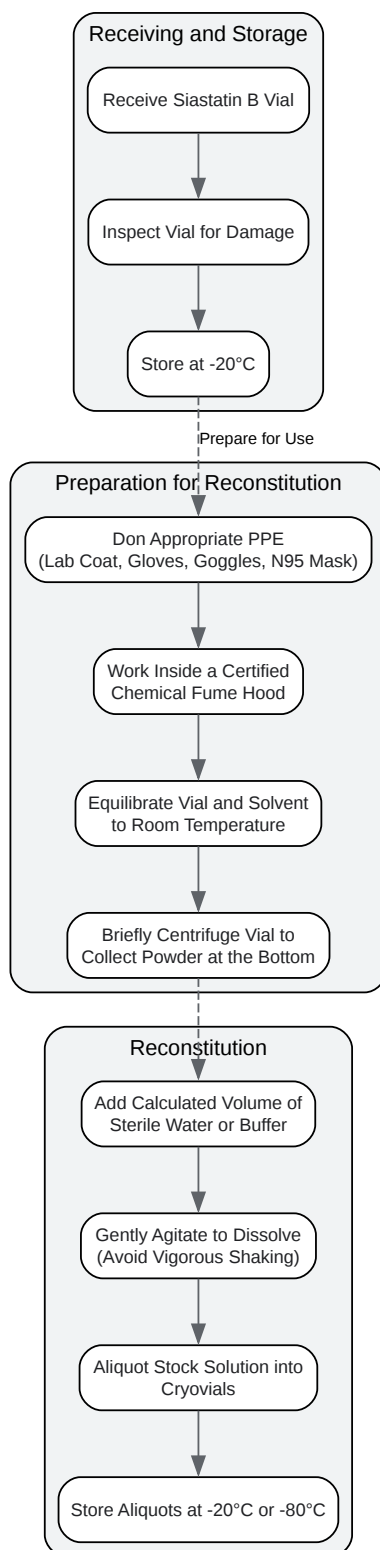 Receiving and Storage
Receive Siastatin B Vial
Inspect Vial for Damage
Store at -20°C
Prepare for Use
Preparation for Reconstitution
Don Appropriate PPE
(Lab Coat, Gloves, Goggles, N95 Mask)
Work Inside a Certified
Chemical Fume Hood
Equilibrate Vial and Solvent
to Room Temperature
Briefly Centrifuge Vial to
Collect Powder at the Bottom
Reconstitution
Add Calculated Volume of
Sterile Water or Buffer
Gently Agitate to Dissolve
(Avoid Vigorous Shaking)
Aliquot Stock Solution into
Cryovials
Store Aliquots at -20°C or -80°C